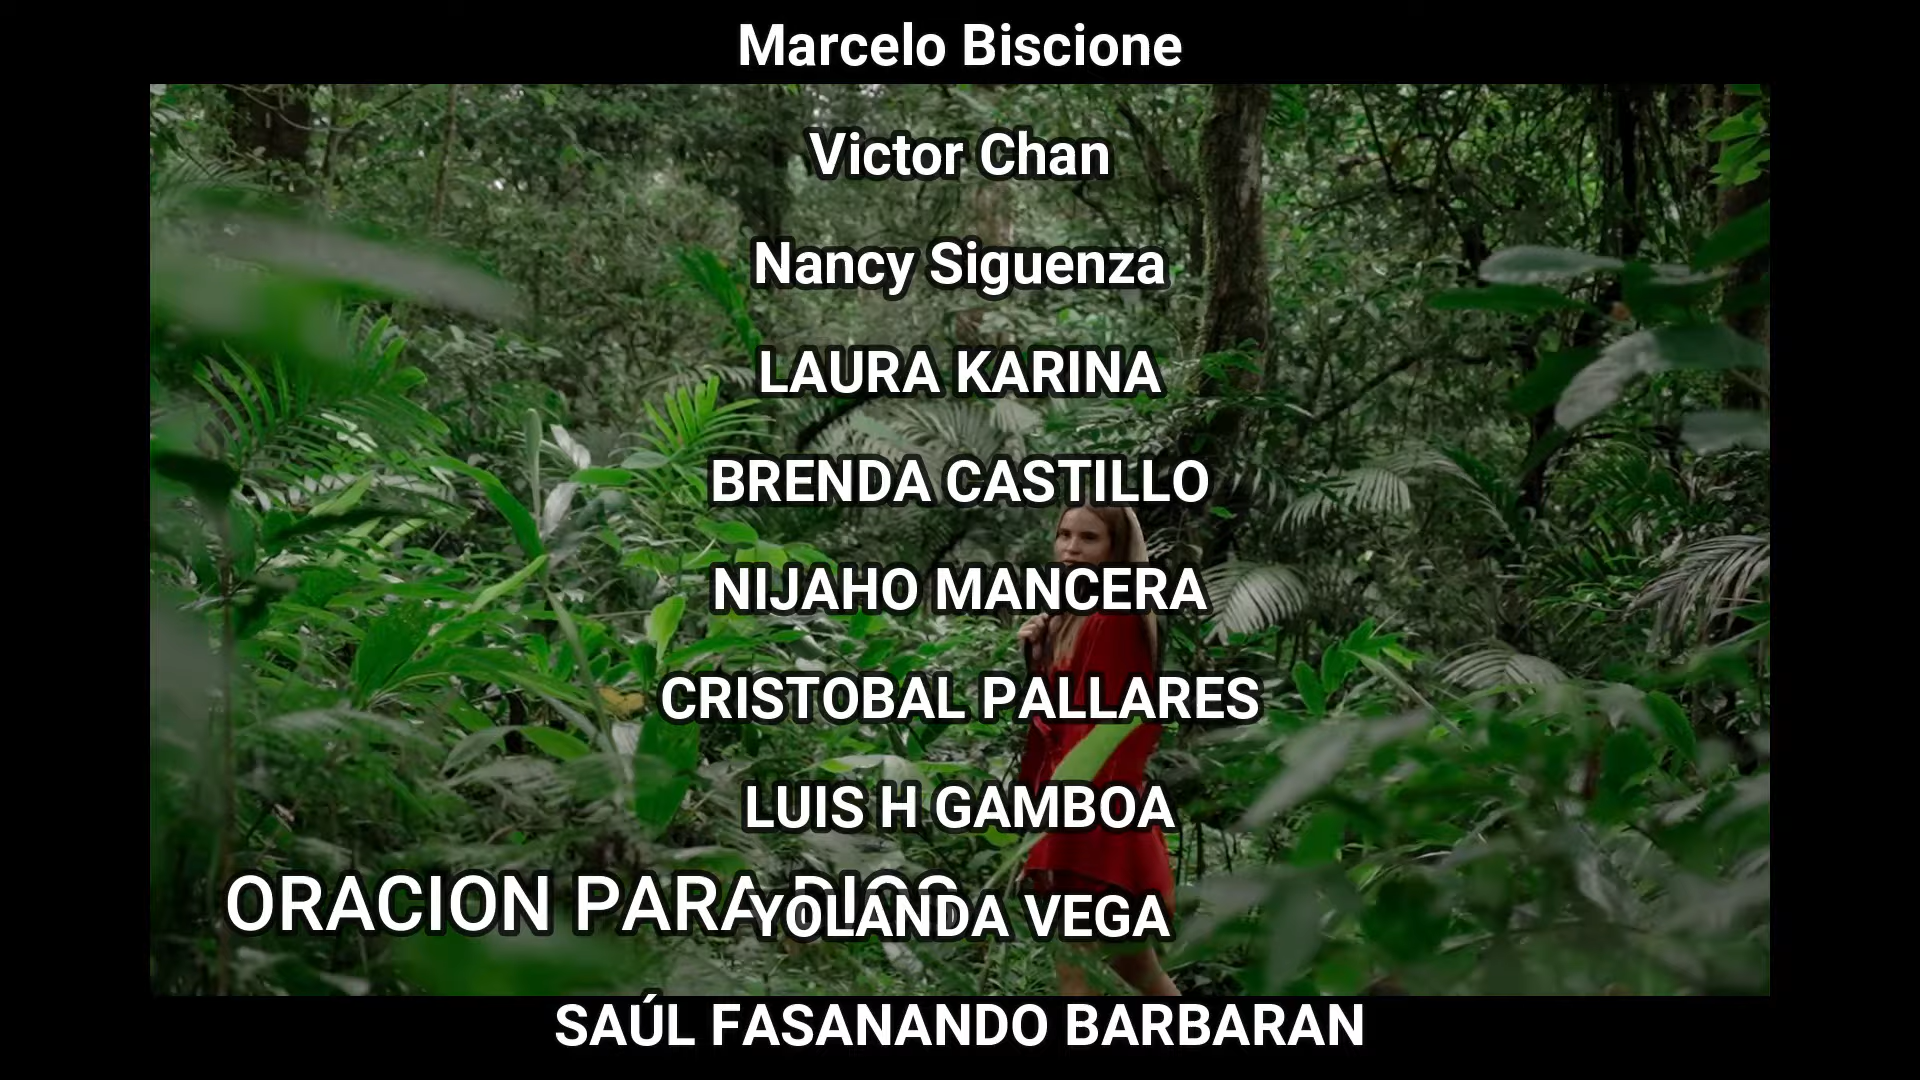 Marcelo Biscione
Victor Chan
Nancy Siguenza
LAURA KARINA
BRENDA CASTILLO
NIJAHO MANCERA
CRISTOBAL PALLARES
LUIS H GAMBOA
ORACION PARA DIOS
YOLANDA VEGA
SAÚL FASANANDO BARBARAN